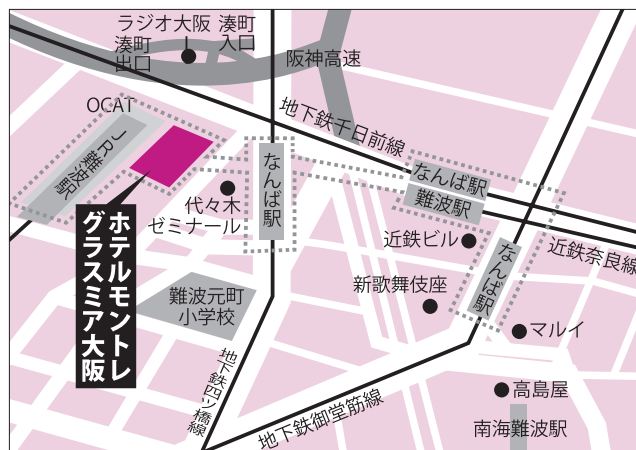 ラジオ大阪
湊町
出口
湊町
入口
阪神高速
OCAT
地下鉄千日前線
JR難波駅
なんば駅
なんば駅
難波駅
代々木
ゼミナール
近鉄ビル
近鉄奈良線
なんば駅
ホテルモントレ
グラスミア大阪
難波元町
小学校
新歌舞伎座
マルイ
地下鉄四ツ橋線
高島屋
地下鉄御堂筋線
南海難波駅